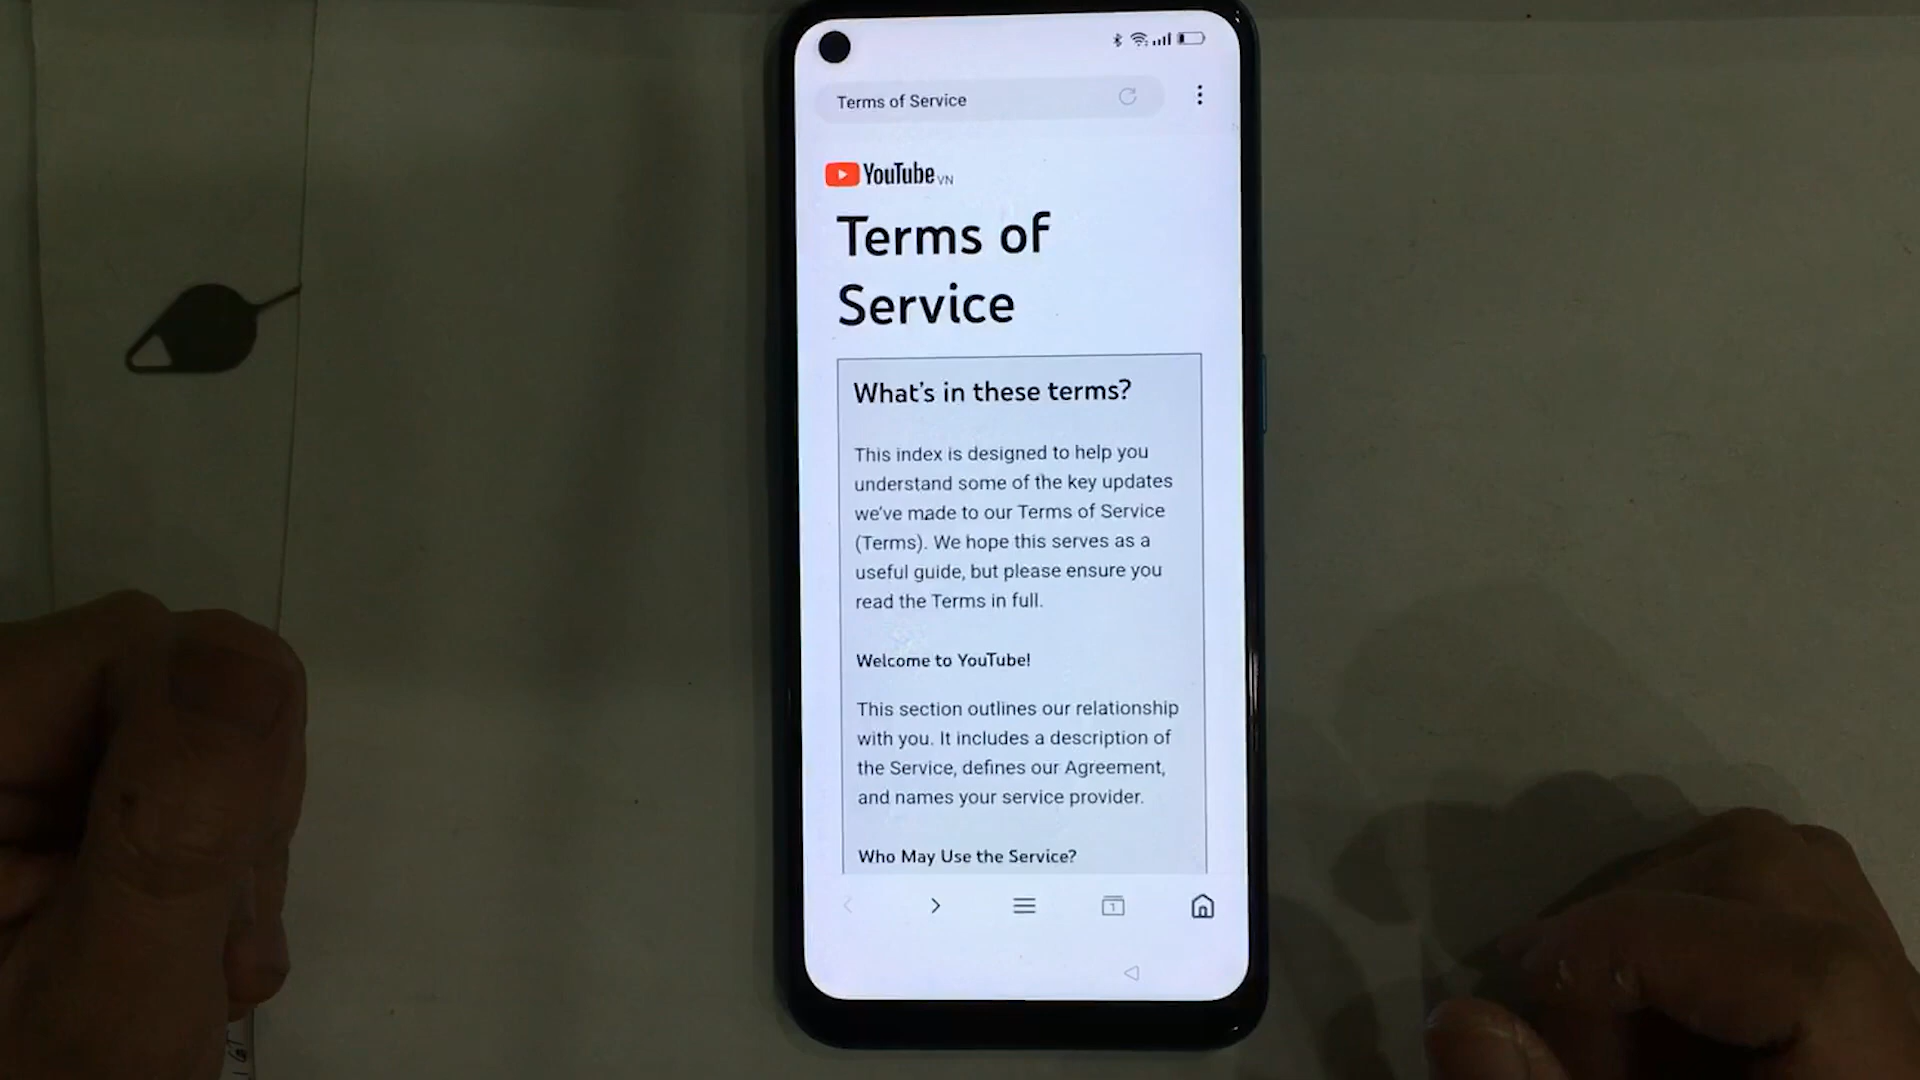 Terms of Service
YouTube VN
Terms of
Service
What's in these terms?
This index is designed to help you
understand some of the key updates
we've made to our Terms of Service
(Terms). We hope this serves as a
useful guide, but please ensure you
read the Terms in full.
Welcome to YouTube!
This section outlines our relationship
with you. It includes a description of
the Service, defines our Agreement,
and names your service provider.
Who May Use the Service?
1